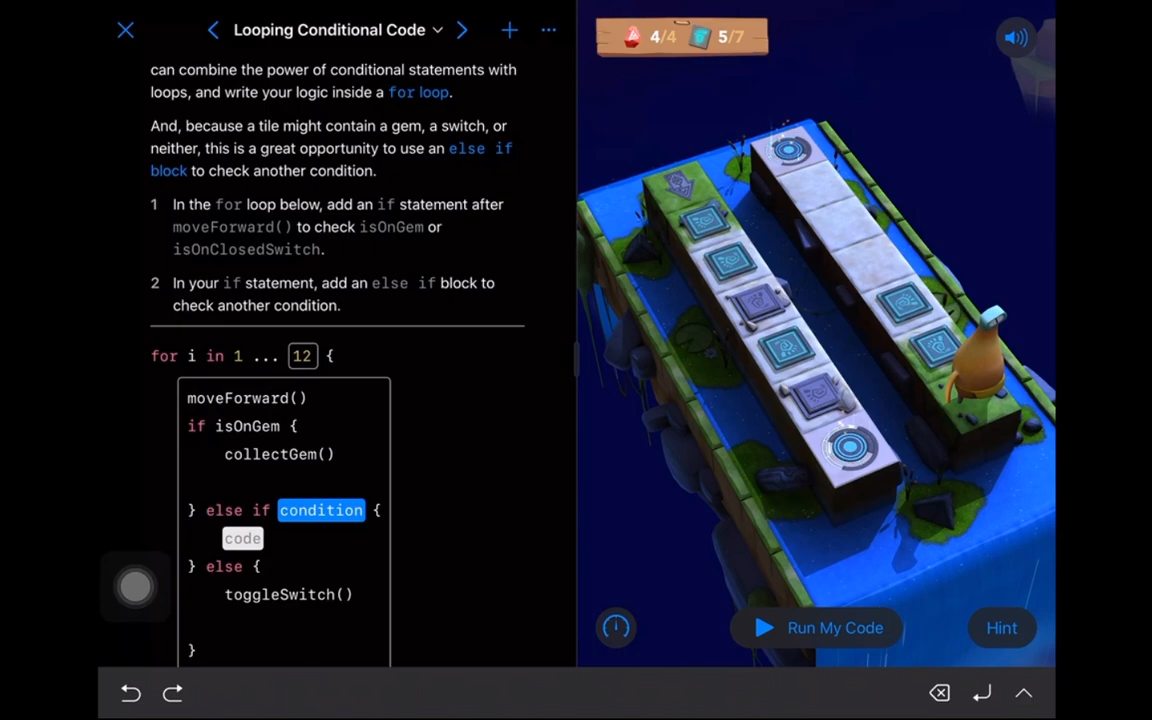 Looping Conditional Code
can combine the power of conditional statements with
loops, and write your logic inside a for loop.
And, because a tile might contain a gem, a switch, or
neither, this is a great opportunity to use an else if
block to check another condition.
1 In the for loop below, add an if statement after
moveForward() to check isOnGem or
isOnClosedSwitch.
2 In your if statement, add an else if block to
check another condition.
for i in 1 ... 12 {
moveForward()
if isOnGem {
collectGem()
} else if condition {
code
} else {
toggleSwitch()
}
4/4 5/7
Run My Code
Hint